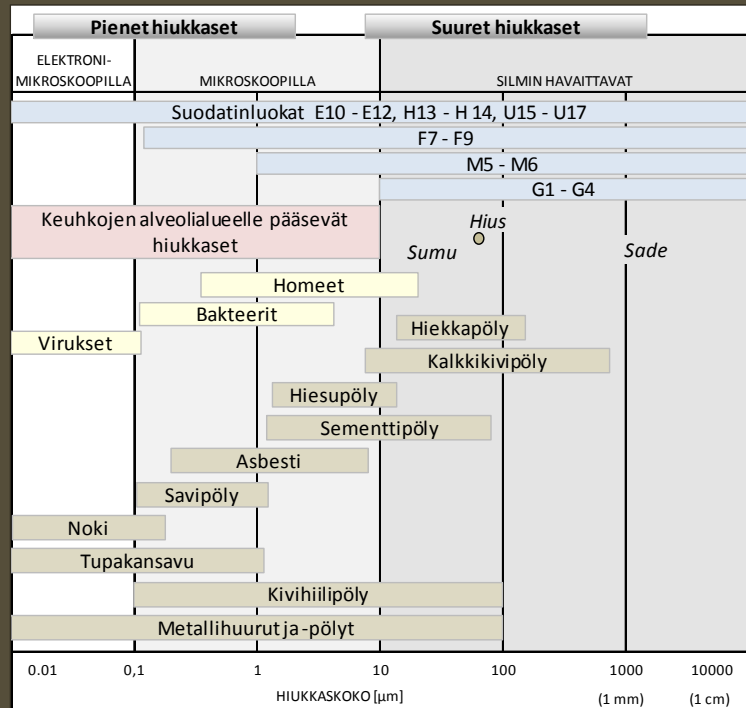 Pienet hiukkaset
Suuret hiukkaset
ELEKTRONI-
MIKROSKOOPILLA
MIKROSKOOPILLA
SILMIN HAVAITTAVAT
Suodatinluokat E10 - E12, H13 - H 14, U15 - U17
F7 - F9
M5 - M6
G1 - G4
Keuhkojen alveolialueelle pääsevät
hiukkaset
Hius
Sumu
Sade
Homeet
Bakteerit
Hiekkapöly
Virukset
Kalkkikivipöly
Hiesupöly
Sementtipöly
Asbesti
Savipöly
Noki
Tupakansavu
Kivihiilipöly
Metallihuurut ja -pölyt
0.01 0,1 1 10 100 1000 10000
HIUKKASKOKO [µm] (1 mm) (1 cm)